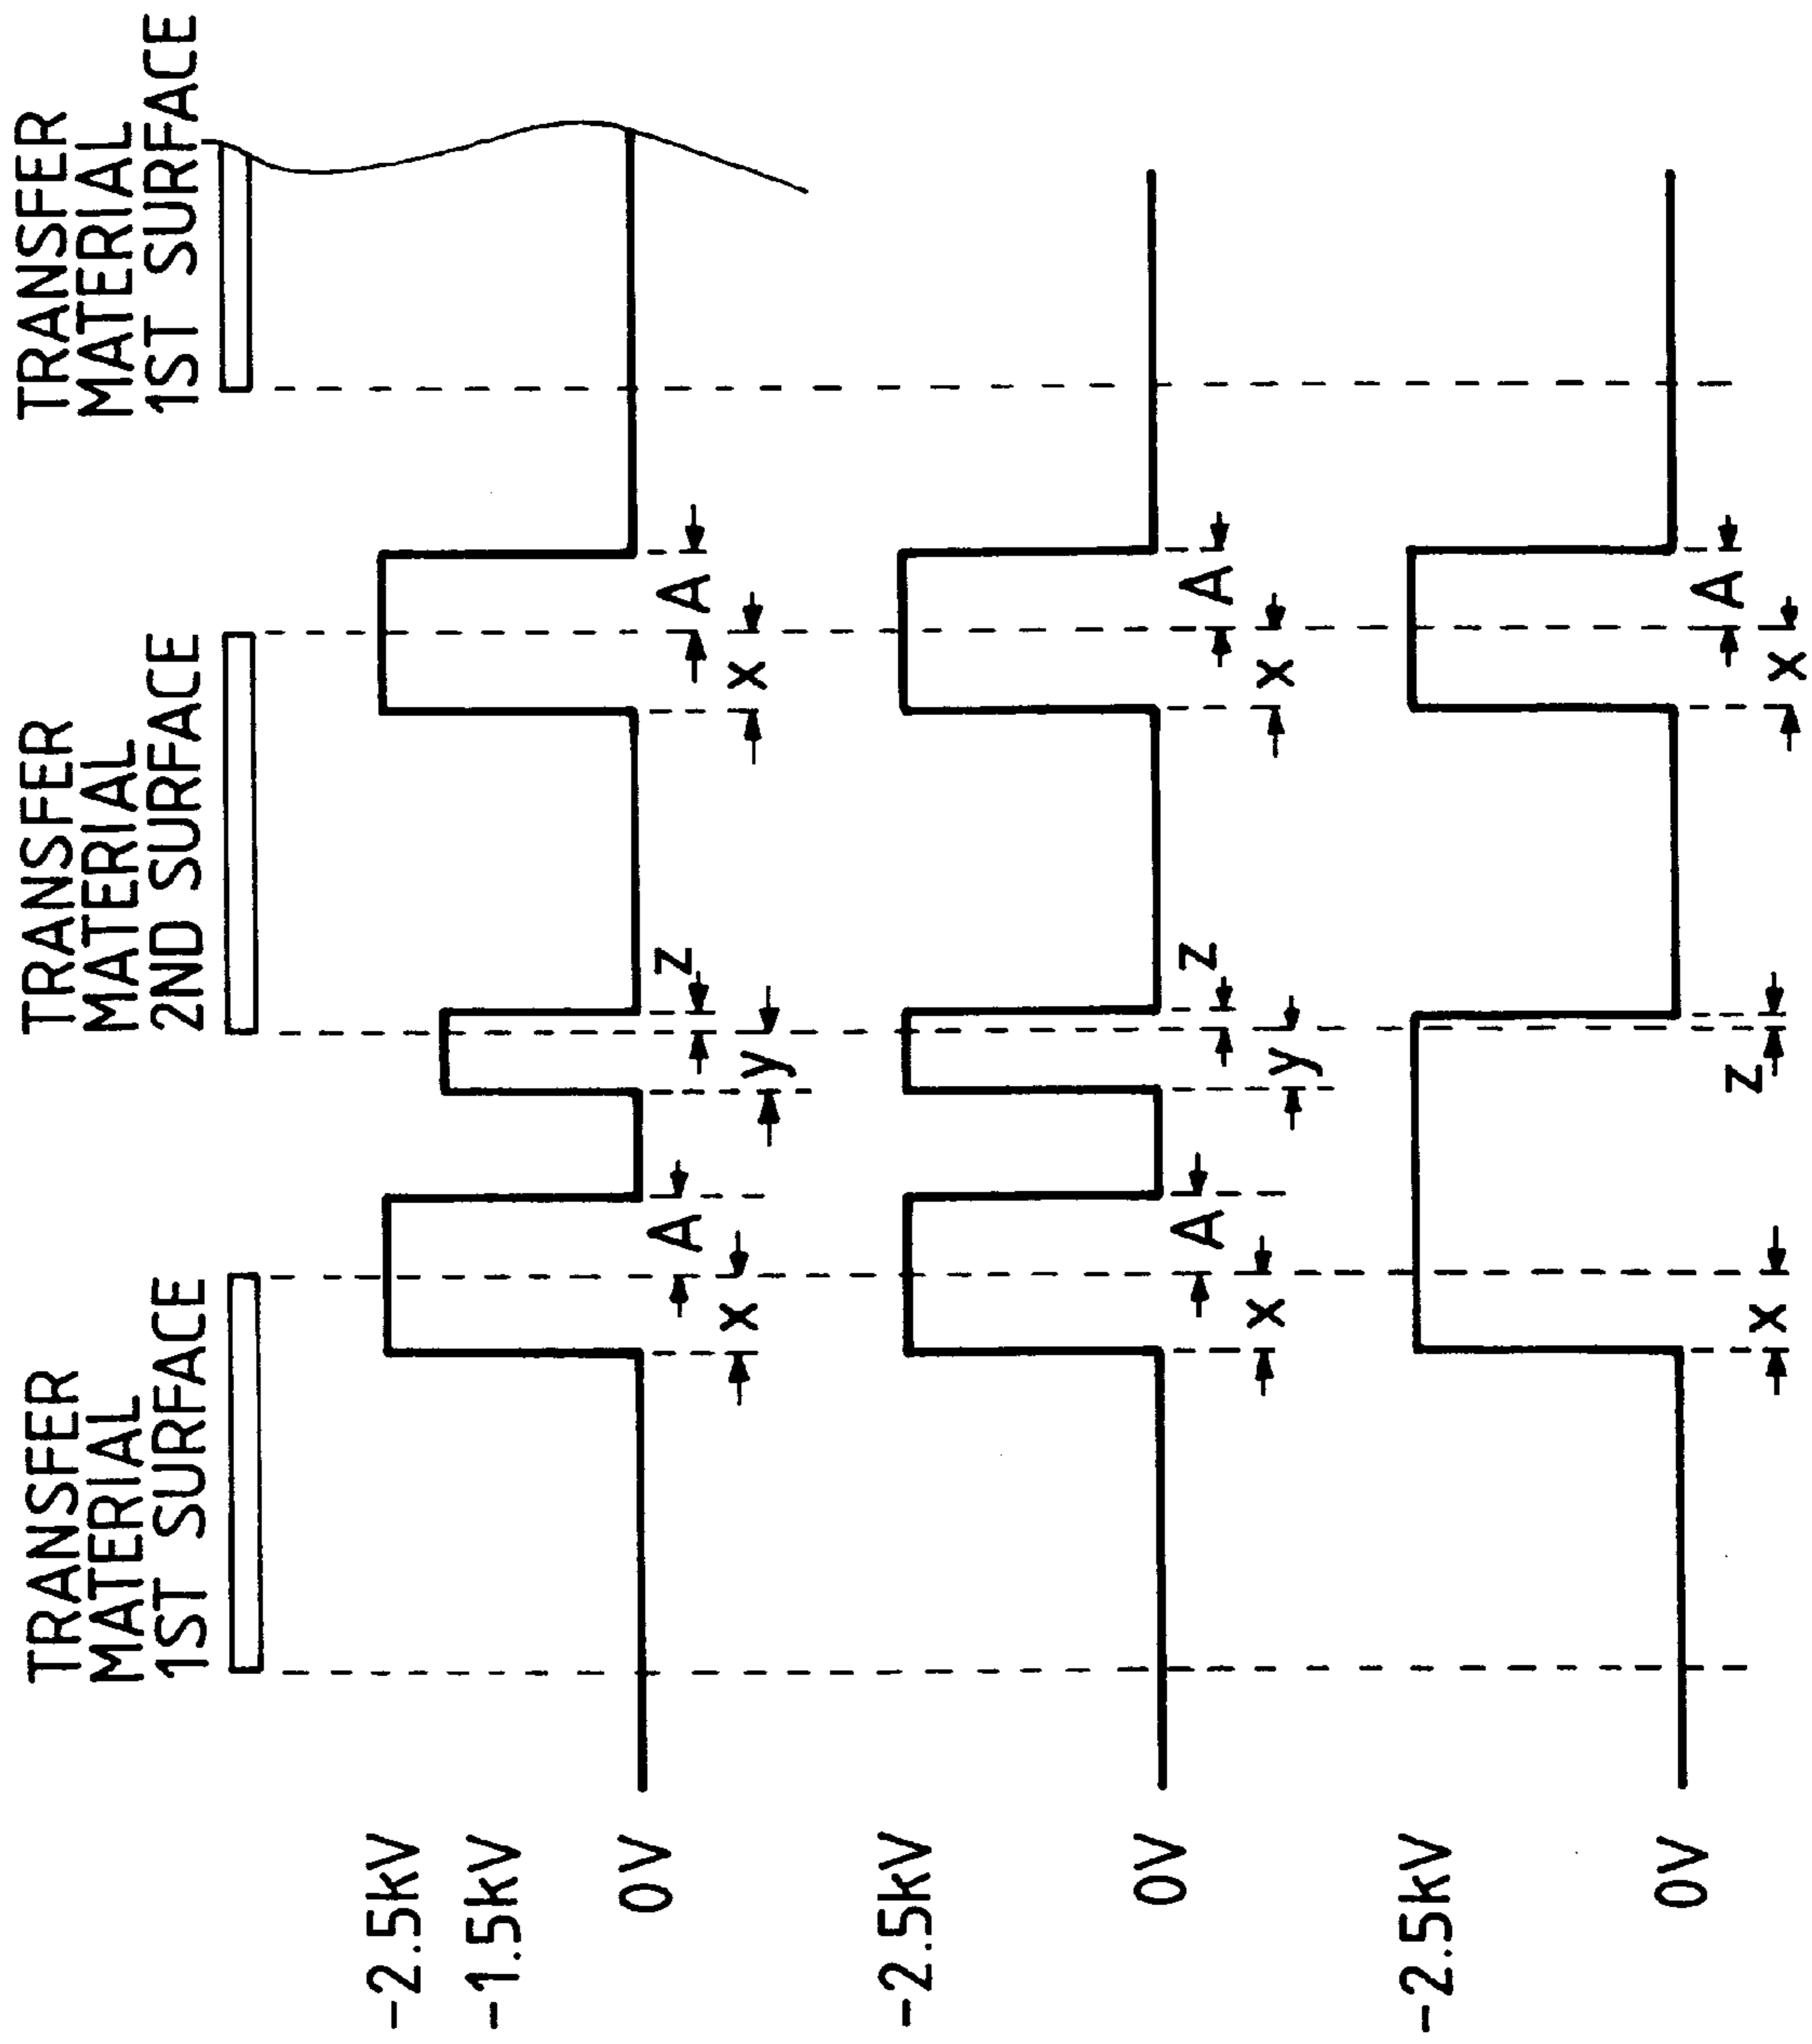 TRANSFER
MATERIAL
1ST SURFACE
TRANSFER
MATERIAL
2ND SURFACE
TRANSFER
MATERIAL
1ST SURFACE
-2.5kV
-1.5kV
0V
A
z
A
x
y
x
-2.5kV
0V
A
z
A
x
y
x
-2.5kV
0V
A
x
z
x